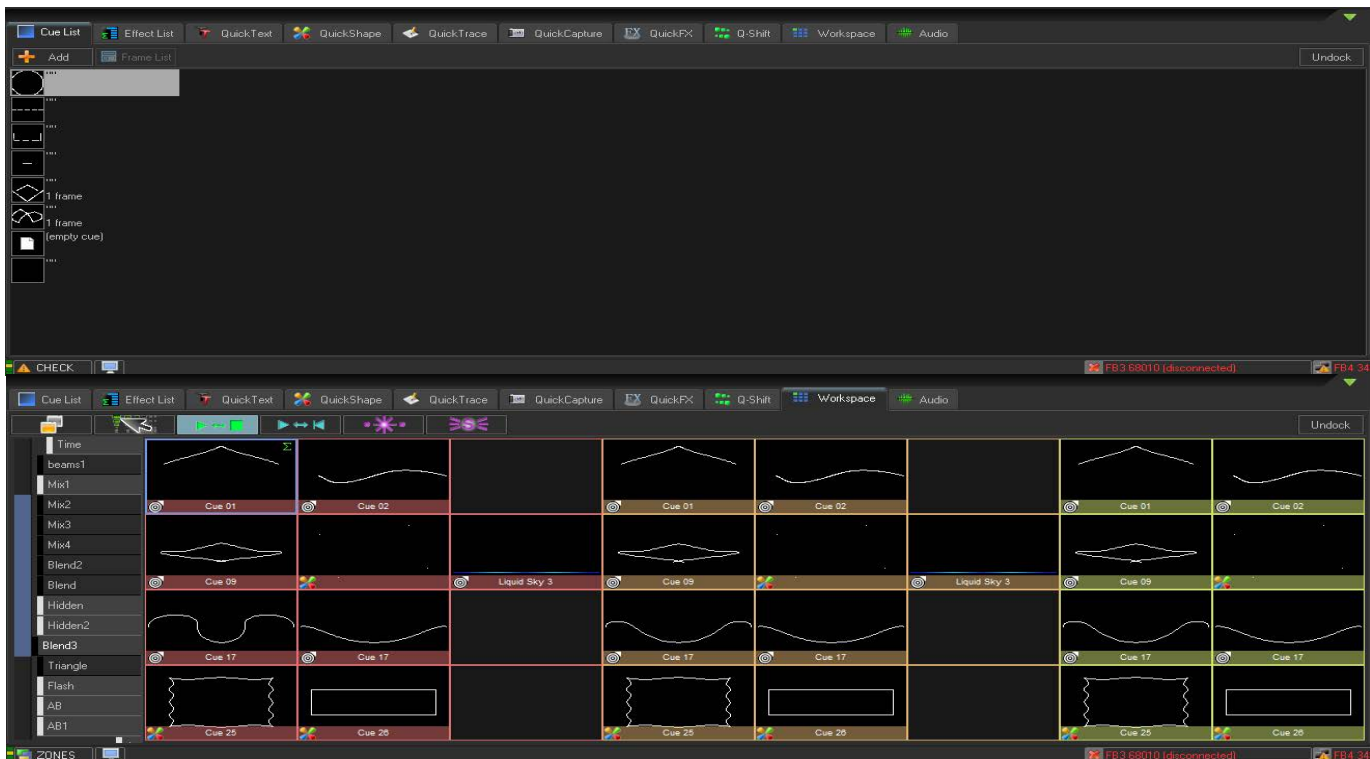 Cue List Effect List QuickText QuickShape QuickTrace QuickCapture FX QuickFX Q-Shift Workspace Audio
Add Frame List Undock
""
""
""
""
""
1 frame
""
1 frame
(empty cue)
""
CHECK FB3 68010 (disconnected) FB4 34
Cue List Effect List QuickText QuickShape QuickTrace QuickCapture FX QuickFX Q-Shift Workspace Audio
Undock
Time
beams1
Mix1
Mix2
Mix3
Mix4
Blend2
Blend
Hidden
Hidden2
Blend3
Triangle
Flash
AB
AB1
Σ
Cue 01 Cue 02 Cue 01 Cue 02 Cue 01 Cue 02
Cue 09 Liquid Sky 3 Cue 09 Liquid Sky 3 Cue 09
Cue 17 Cue 17 Cue 17 Cue 17 Cue 17 Cue 17
Cue 25 Cue 26 Cue 25 Cue 26 Cue 25 Cue 26
ZONES FB3 68010 (disconnected) FB4 34